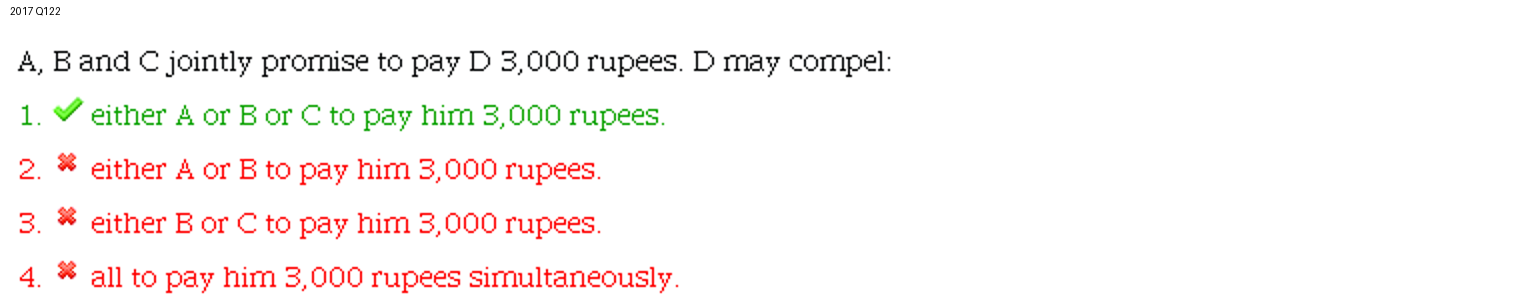 2017 Q122
A, B and C jointly promise to pay D 3,000 rupees. D may compel:
1. either A or B or C to pay him 3,000 rupees.
2. either A or B to pay him 3,000 rupees.
3. either B or C to pay him 3,000 rupees.
4. all to pay him 3,000 rupees simultaneously.